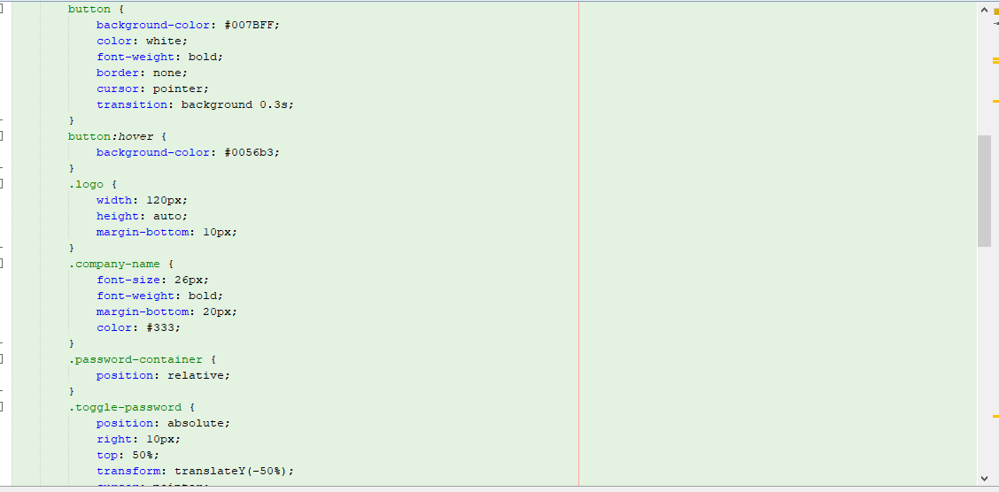 button {
background-color: #007BFF;
color: white;
font-weight: bold;
border: none;
cursor: pointer;
transition: background 0.3s;
}
button:hover {
background-color: #0056b3;
}
.logo {
width: 120px;
height: auto;
margin-bottom: 10px;
}
.company-name {
font-size: 26px;
font-weight: bold;
margin-bottom: 20px;
color: #333;
}
.password-container {
position: relative;
}
.toggle-password {
position: absolute;
right: 10px;
top: 50%;
transform: translateY(-50%);